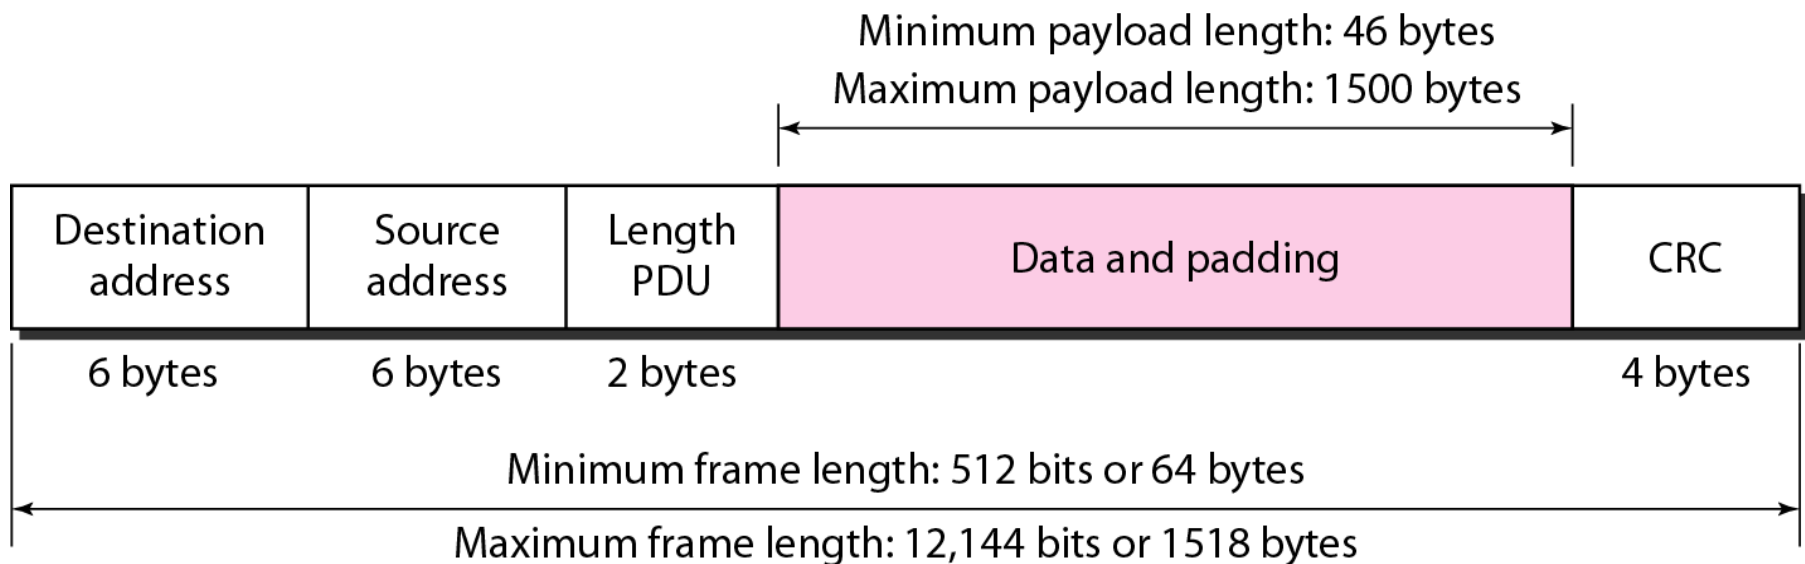 Minimum payload length: 46 bytes
Maximum payload length: 1500 bytes
Destination
address
Source
address
Length
PDU
Data and padding
CRC
6 bytes
6 bytes
2 bytes
4 bytes
Minimum frame length: 512 bits or 64 bytes
Maximum frame length: 12,144 bits or 1518 bytes